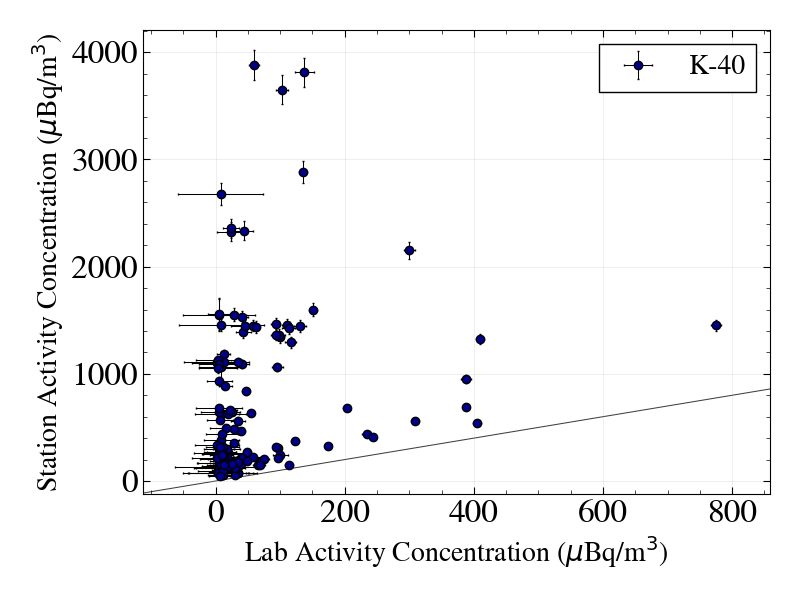 K-40
Station Activity Concentration (μBq/m³)
4000
3000
2000
1000
0
0 200 400 600 800
Lab Activity Concentration (μBq/m³)